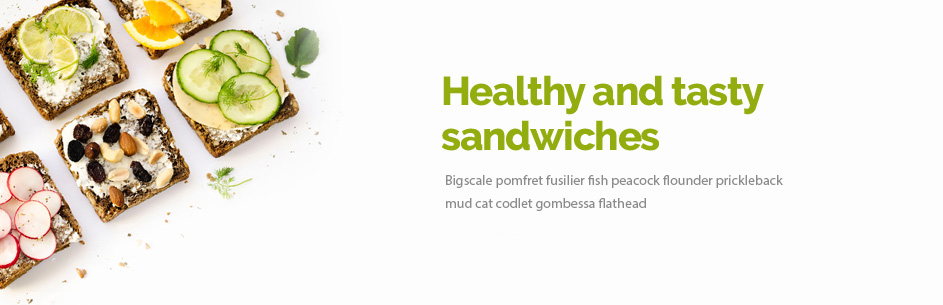 Healthy and tasty
sandwiches
Bigscale pomfret fusilier fish peacock flounder prickleback
mud cat codlet gombessa flathead